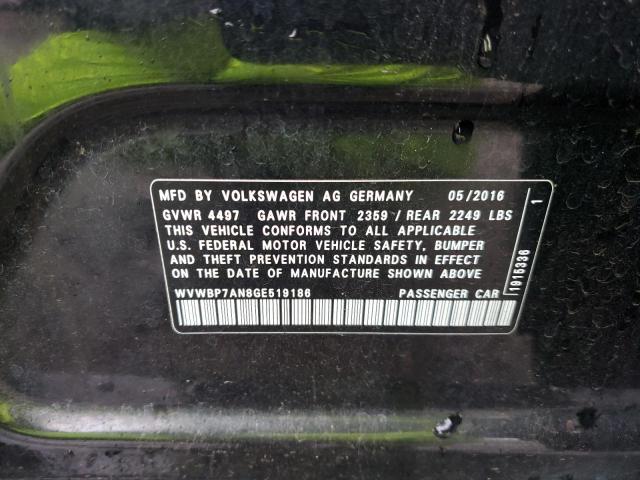 MFD BY VOLKSWAGEN AG GERMANY 05/2016
GVWR 4497 GAWR FRONT 2359 / REAR 2249 LBS
THIS VEHICLE CONFORMS TO ALL APPLICABLE
U.S. FEDERAL MOTOR VEHICLE SAFETY, BUMPER
AND THEFT PREVENTION STANDARDS IN EFFECT
ON THE DATE OF MANUFACTURE SHOWN ABOVE
WVWBP7AN8GE519186 PASSENGER CAR
1915336 1